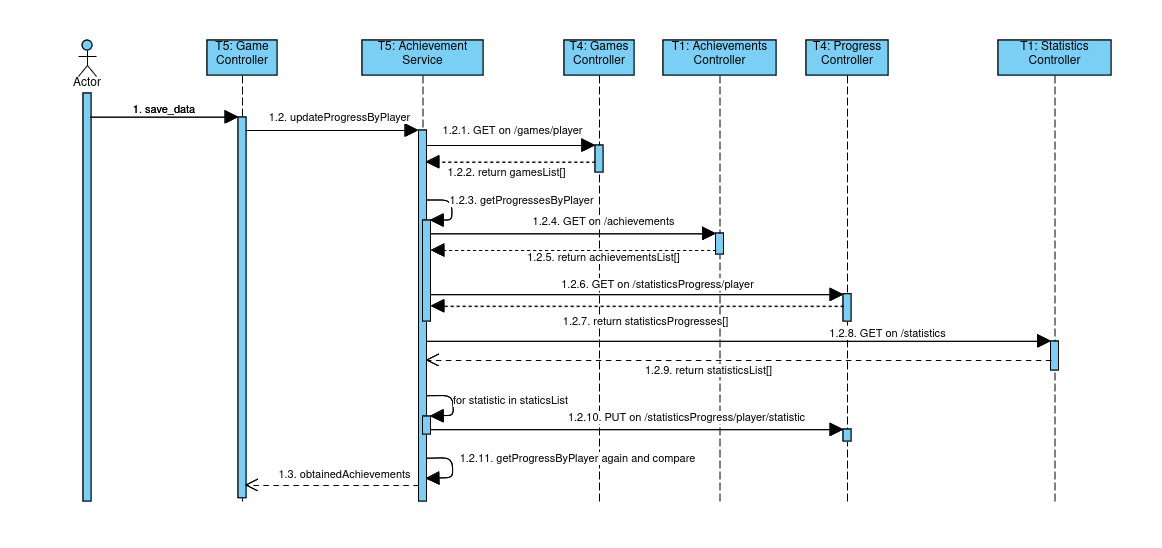 T5: Game
Controller
T5: Achievement
Service
T4: Games
Controller
T1: Achievements
Controller
T4: Progress
Controller
T1: Statistics
Controller
Actor
1. save_data
1.2. updateProgressByPlayer
1.2.1. GET on /games/player
1.2.2. return gamesList[]
1.2.3. getProgressesByPlayer
1.2.4. GET on /achievements
1.2.5. return achievementsList[]
1.2.6. GET on /statisticsProgress/player
1.2.7. return statisticsProgresses[]
1.2.8. GET on /statistics
1.2.9. return statisticsList[]
for statistic in staticsList
1.2.10. PUT on /statisticsProgress/player/statistic
1.2.11. getProgressByPlayer again and compare
1.3. obtainedAchievements